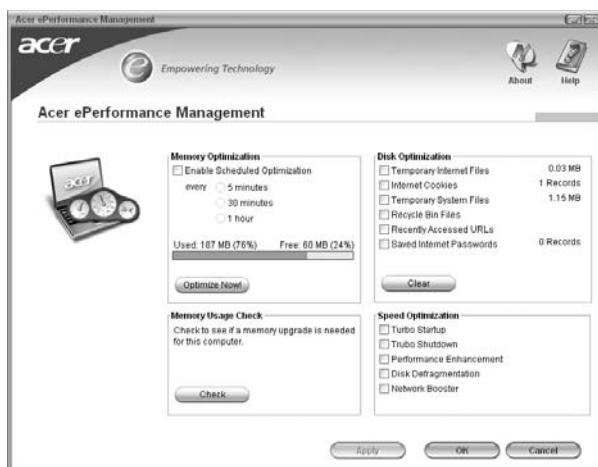 Acer ePerformance Management
acer
Empowering Technology
About
Help
Acer ePerformance Management
acer
Memory Optimization
Enable Scheduled Optimization
every
5 minutes
30 minutes
1 hour
Used: 187 MB (76%) Free: 60 MB (24%)
Optimize Now!
Memory Usage Check
Check to see if a memory upgrade is needed
for this computer.
Check
Disk Optimization
Temporary Internet Files 0.03 MB
Internet Cookies 1 Records
Temporary System Files 1.15 MB
Recycle Bin Files
Recently Accessed URLs
Saved Internet Passwords 0 Records
Clear
Speed Optimization
Turbo Startup
Trubo Shutdown
Performance Enhancement
Disk Defragmentation
Network Booster
Apply
OK
Cancel